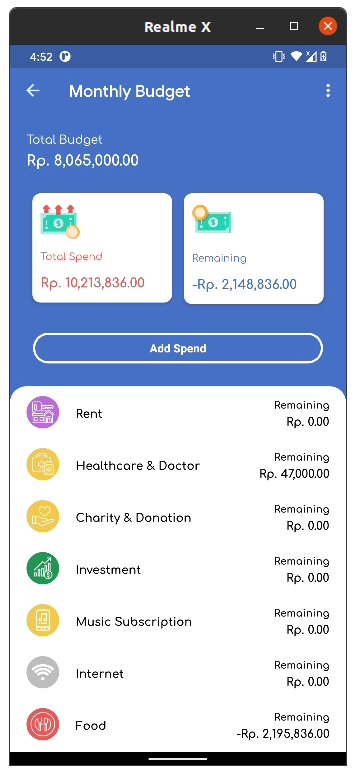 Realme X
4:52
Monthly Budget
Total Budget
Rp. 8,065,000.00
Total Spend
Rp. 10,213,836.00
Remaining
-Rp. 2,148,836.00
Add Spend
Rent
Remaining
Rp. 0.00
Healthcare & Doctor
Remaining
Rp. 47,000.00
Charity & Donation
Remaining
Rp. 0.00
Investment
Remaining
Rp. 0.00
Music Subscription
Remaining
Rp. 0.00
Internet
Remaining
Rp. 0.00
Food
Remaining
-Rp. 2,195,836.00